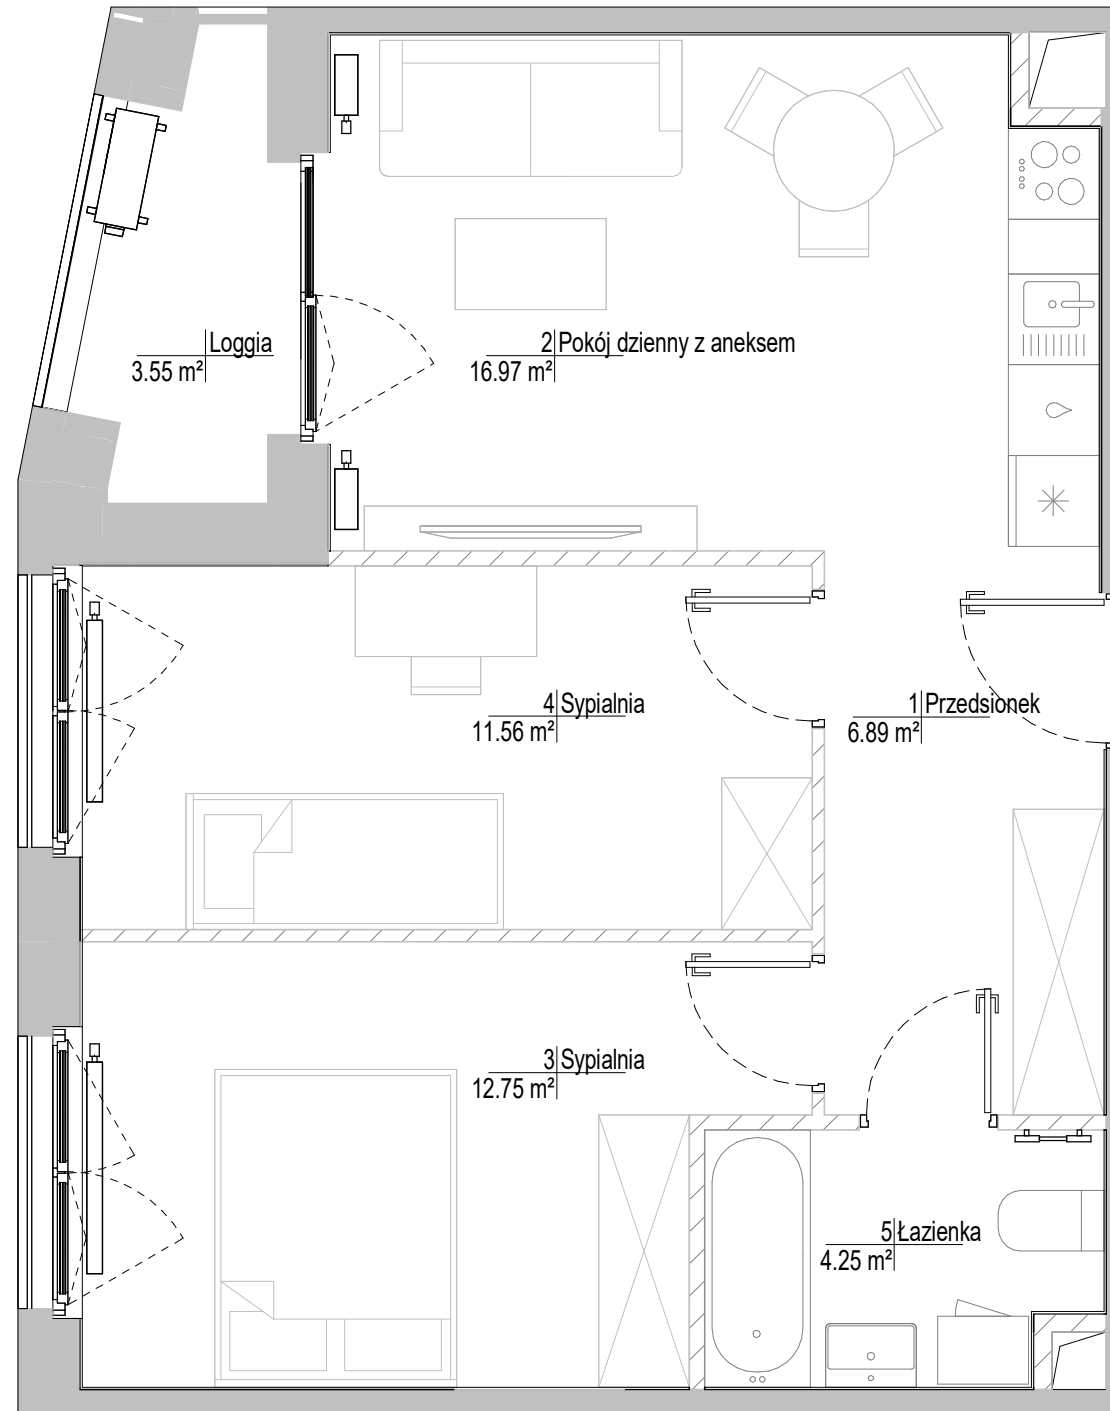 Loggia
3.55 m²
2 Pokój dzienny z aneksem
16.97 m²
4 Sypialnia
11.56 m²
1 Przedsionek
6.89 m²
3 Sypialnia
12.75 m²
5 Łazienka
4.25 m²